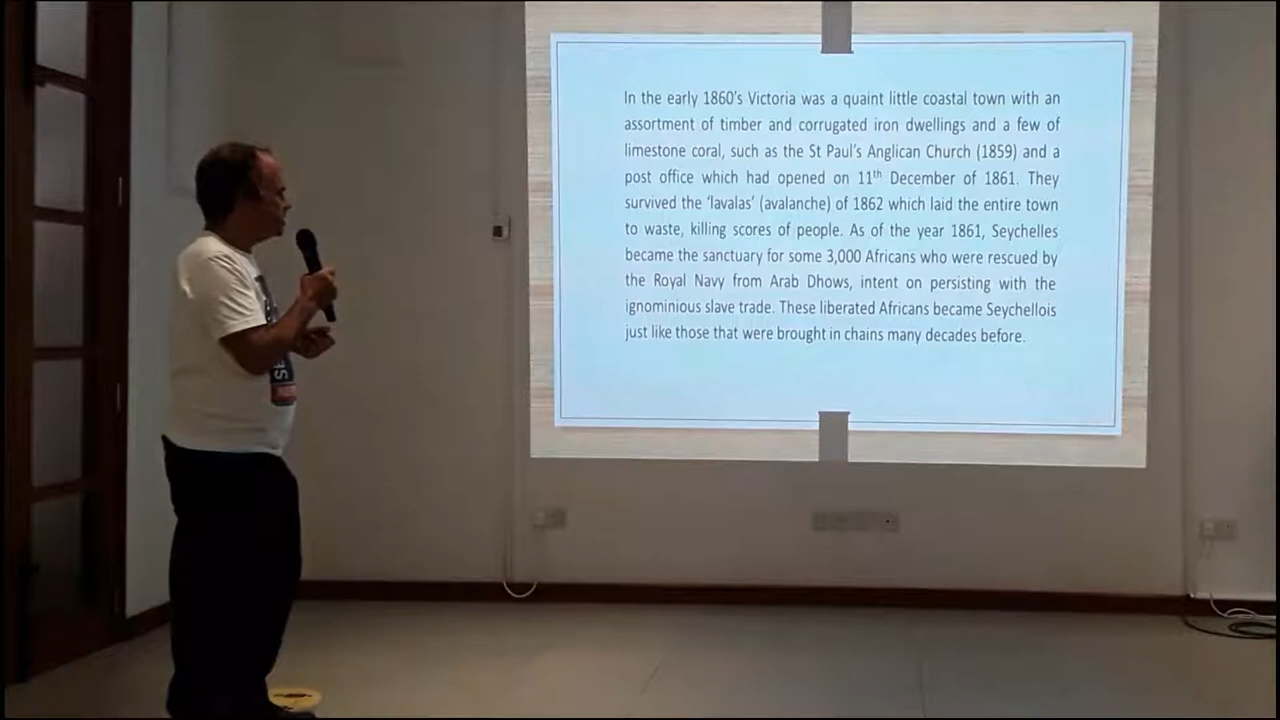 In the early 1860's Victoria was a quaint little coastal town with an
assortment of timber and corrugated iron dwellings and a few of
limestone coral, such as the St Paul's Anglican Church (1859) and a
post office which had opened on 11th December of 1861. They
survived the 'lavalas' (avalanche) of 1862 which laid the entire town
to waste, killing scores of people. As of the year 1861, Seychelles
became the sanctuary for some 3,000 Africans who were rescued by
the Royal Navy from Arab Dhows, intent on persisting with the
ignominious slave trade. These liberated Africans became Seychellois
just like those that were brought in chains many decades before.